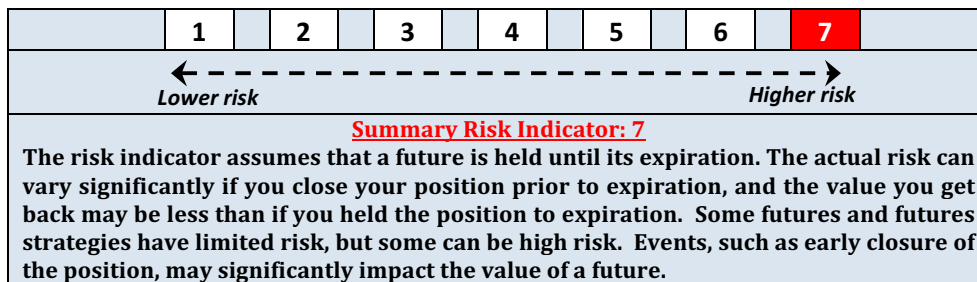 1 2 3 4 5 6 7
Lower risk Higher risk
Summary Risk Indicator: 7
The risk indicator assumes that a future is held until its expiration. The actual risk can
vary significantly if you close your position prior to expiration, and the value you get
back may be less than if you held the position to expiration.  Some futures and futures
strategies have limited risk, but some can be high risk.  Events, such as early closure of
the position, may significantly impact the value of a future.